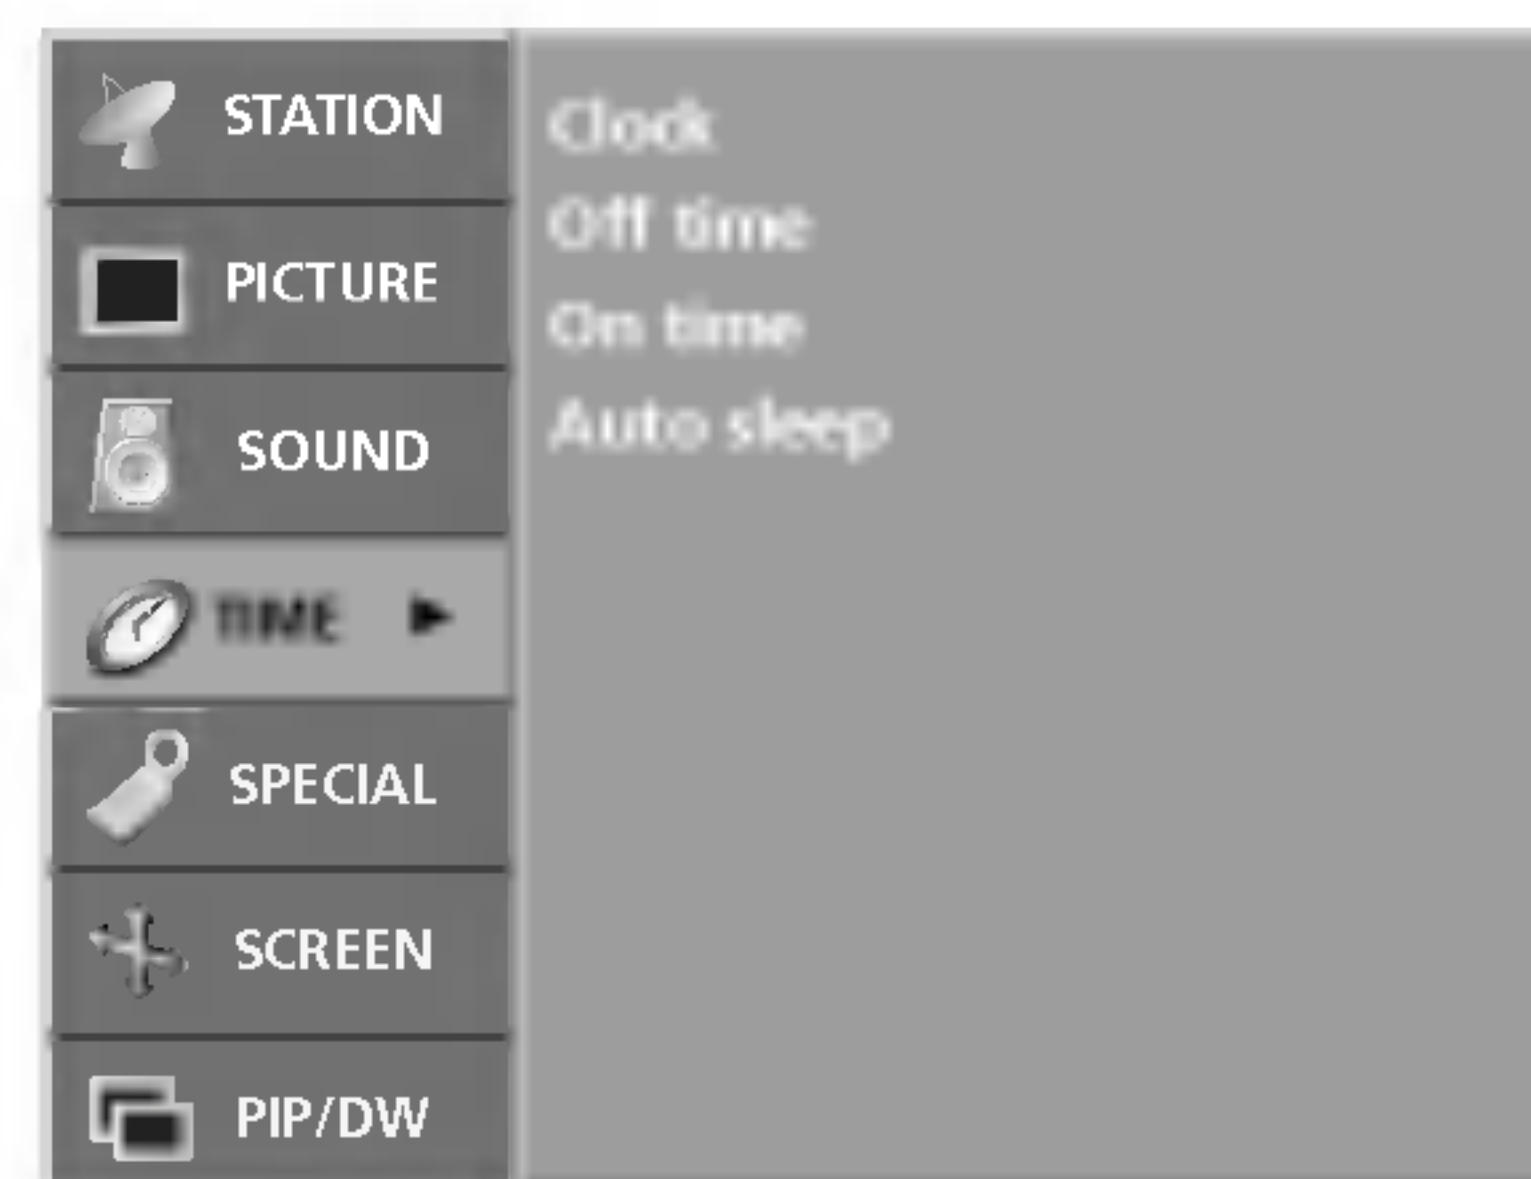 STATION
PICTURE
SOUND
TIME
SPECIAL
SCREEN
PIP/DW
Clock
Off time
On time
Auto sleep